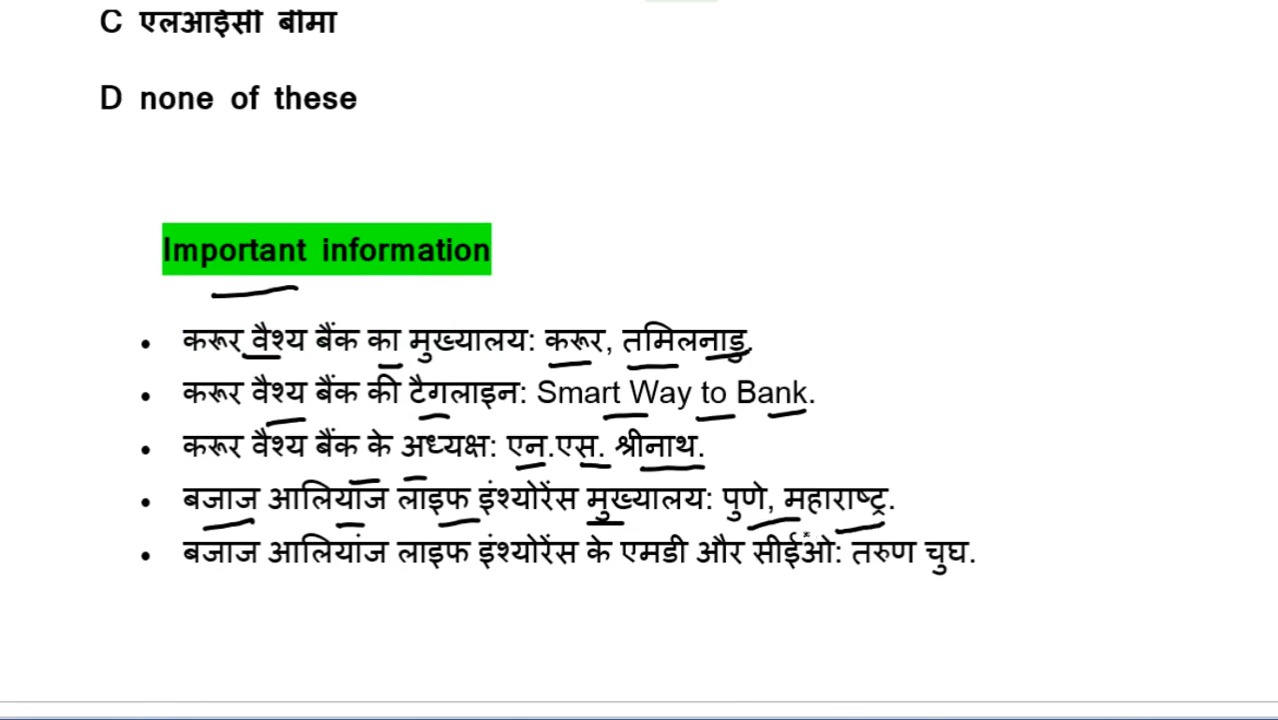 C एलआईसी बीमा
D none of these
Important information
• करूर वैश्य बैंक का मुख्यालय: करूर, तमिलनाडु.
• करूर वैश्य बैंक की टैगलाइन: Smart Way to Bank.
• करूर वैश्य बैंक के अध्यक्ष: एन.एस. श्रीनाथ.
• बजाज आलियांज लाइफ इंश्योरेंस मुख्यालय: पुणे, महाराष्ट्र.
• बजाज आलियांज लाइफ इंश्योरेंस के एमडी और सीईओ: तरुण चुघ.